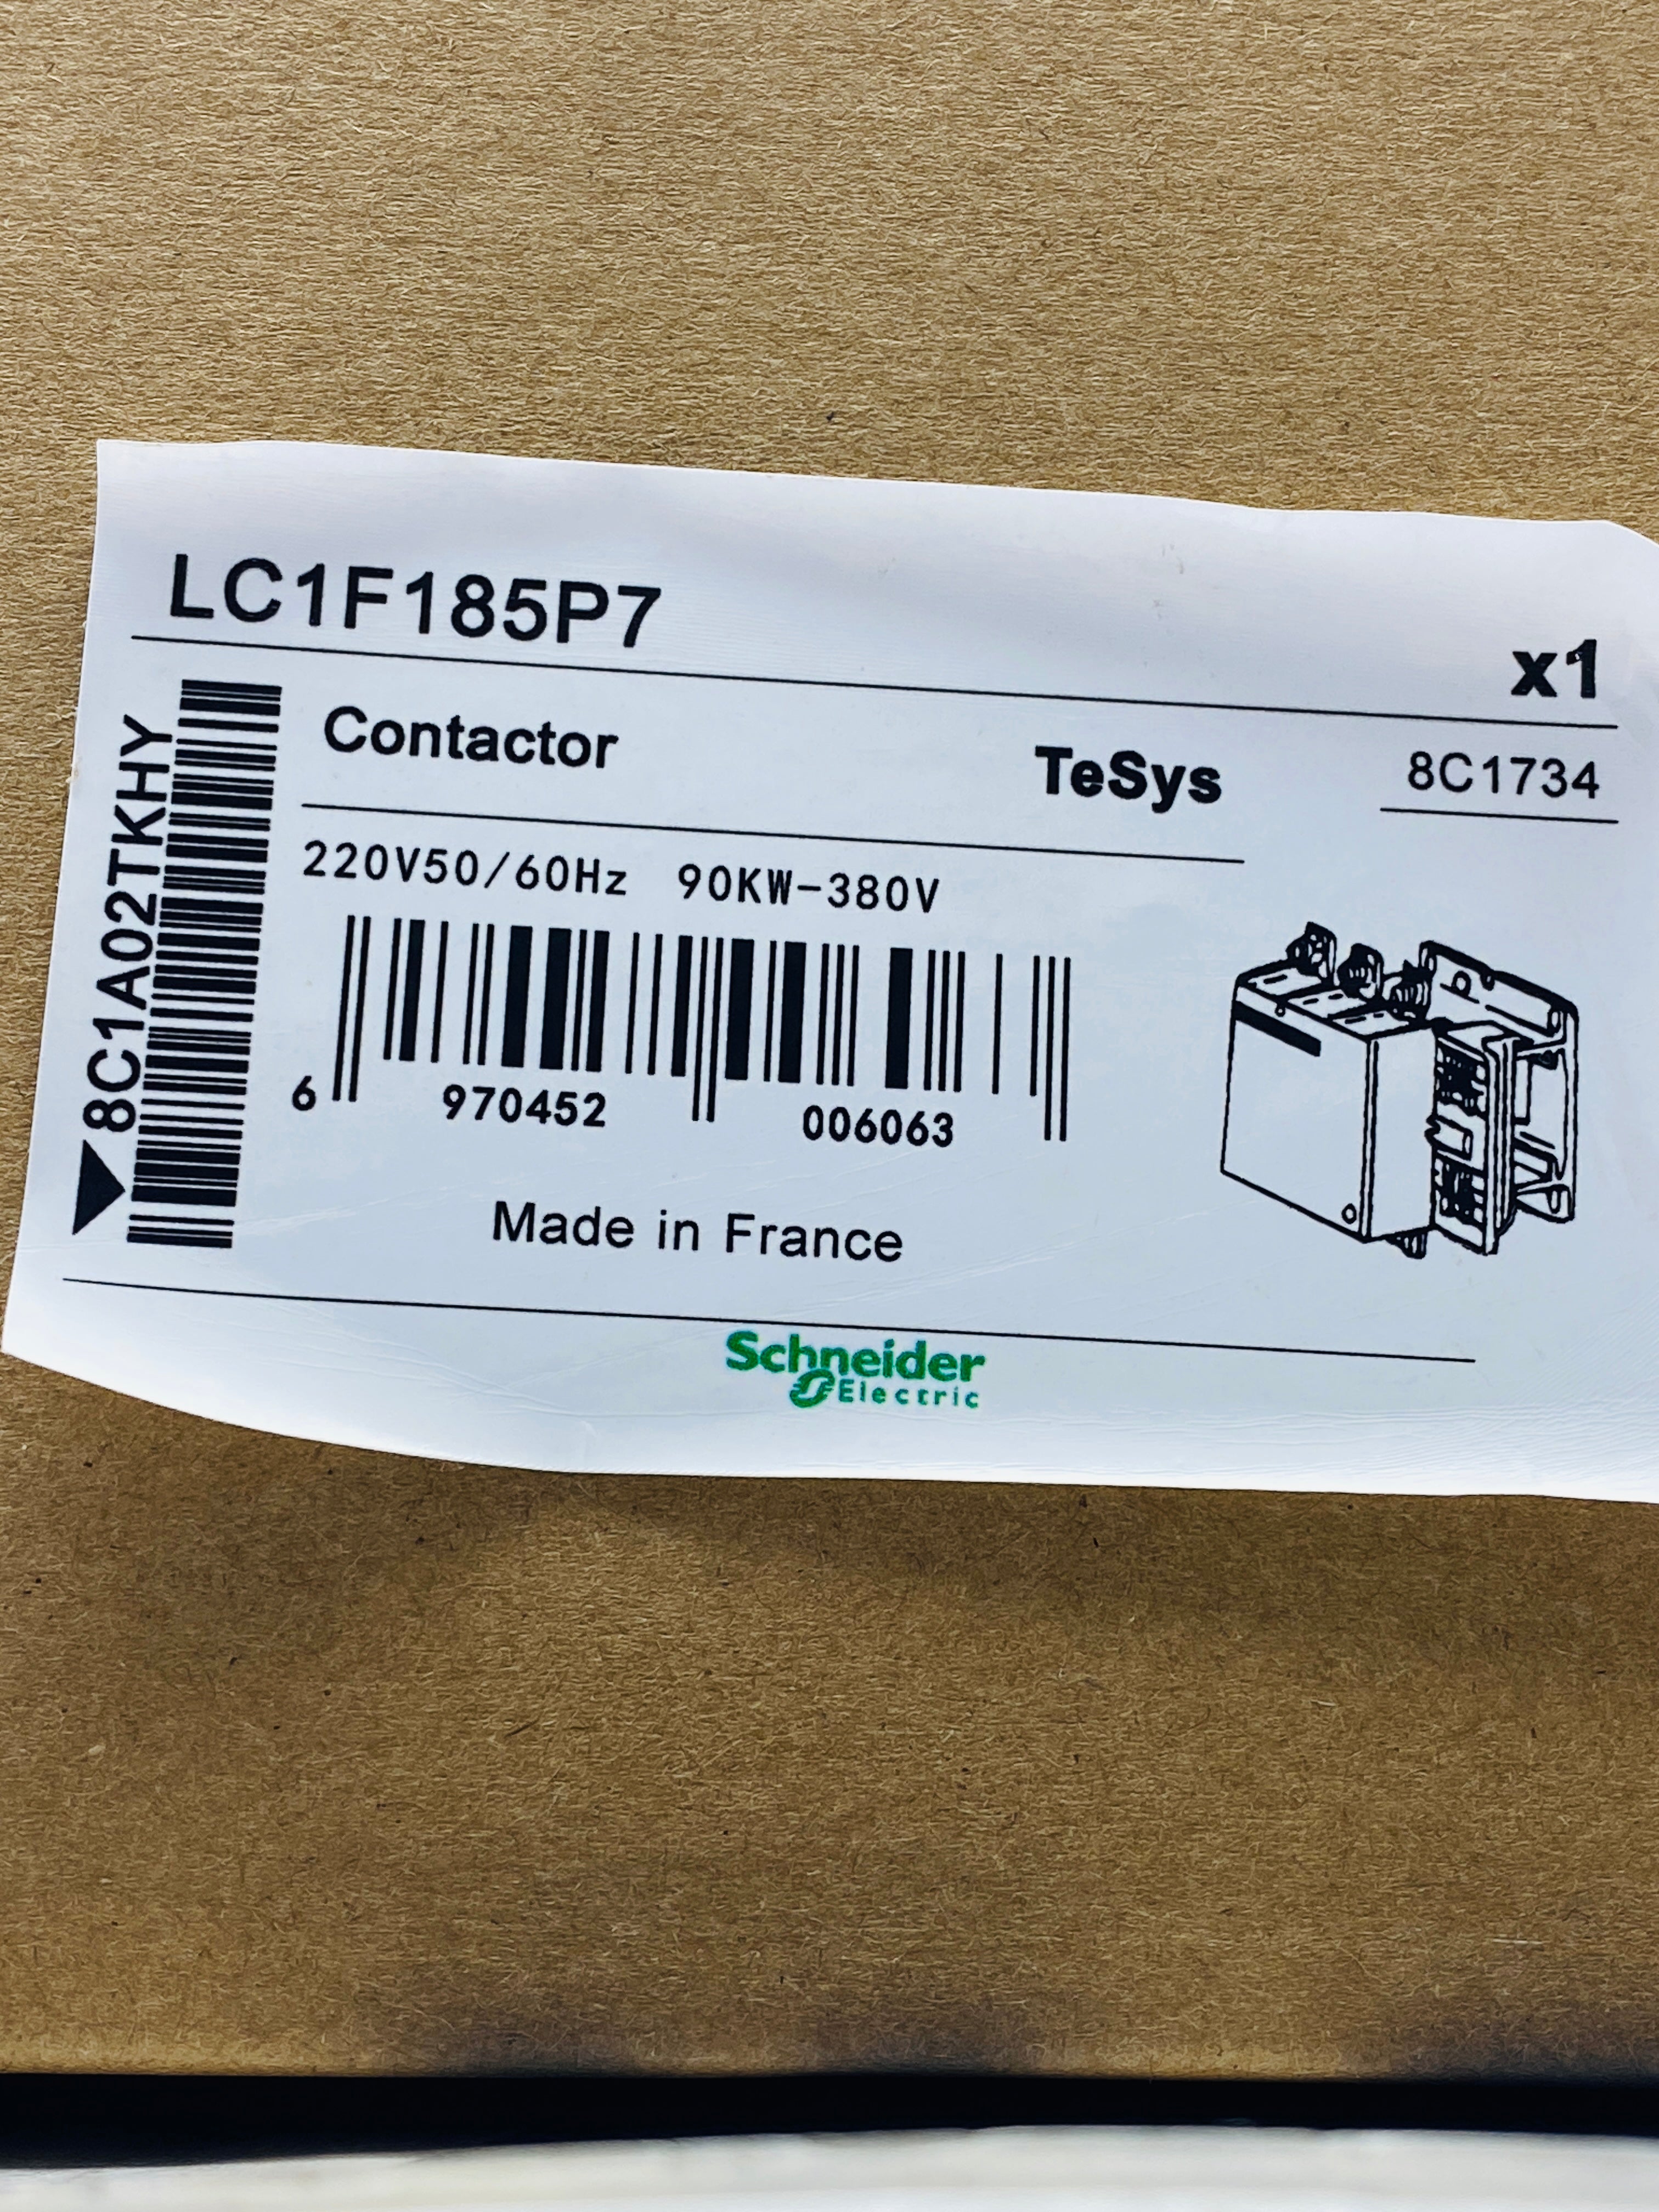 LC1F185P7
x1
Contactor
TeSys
8C1734
220V50/60Hz 90KW-380V
8C1A02TKHY
6 970452 006063
Made in France
Schneider
Electric